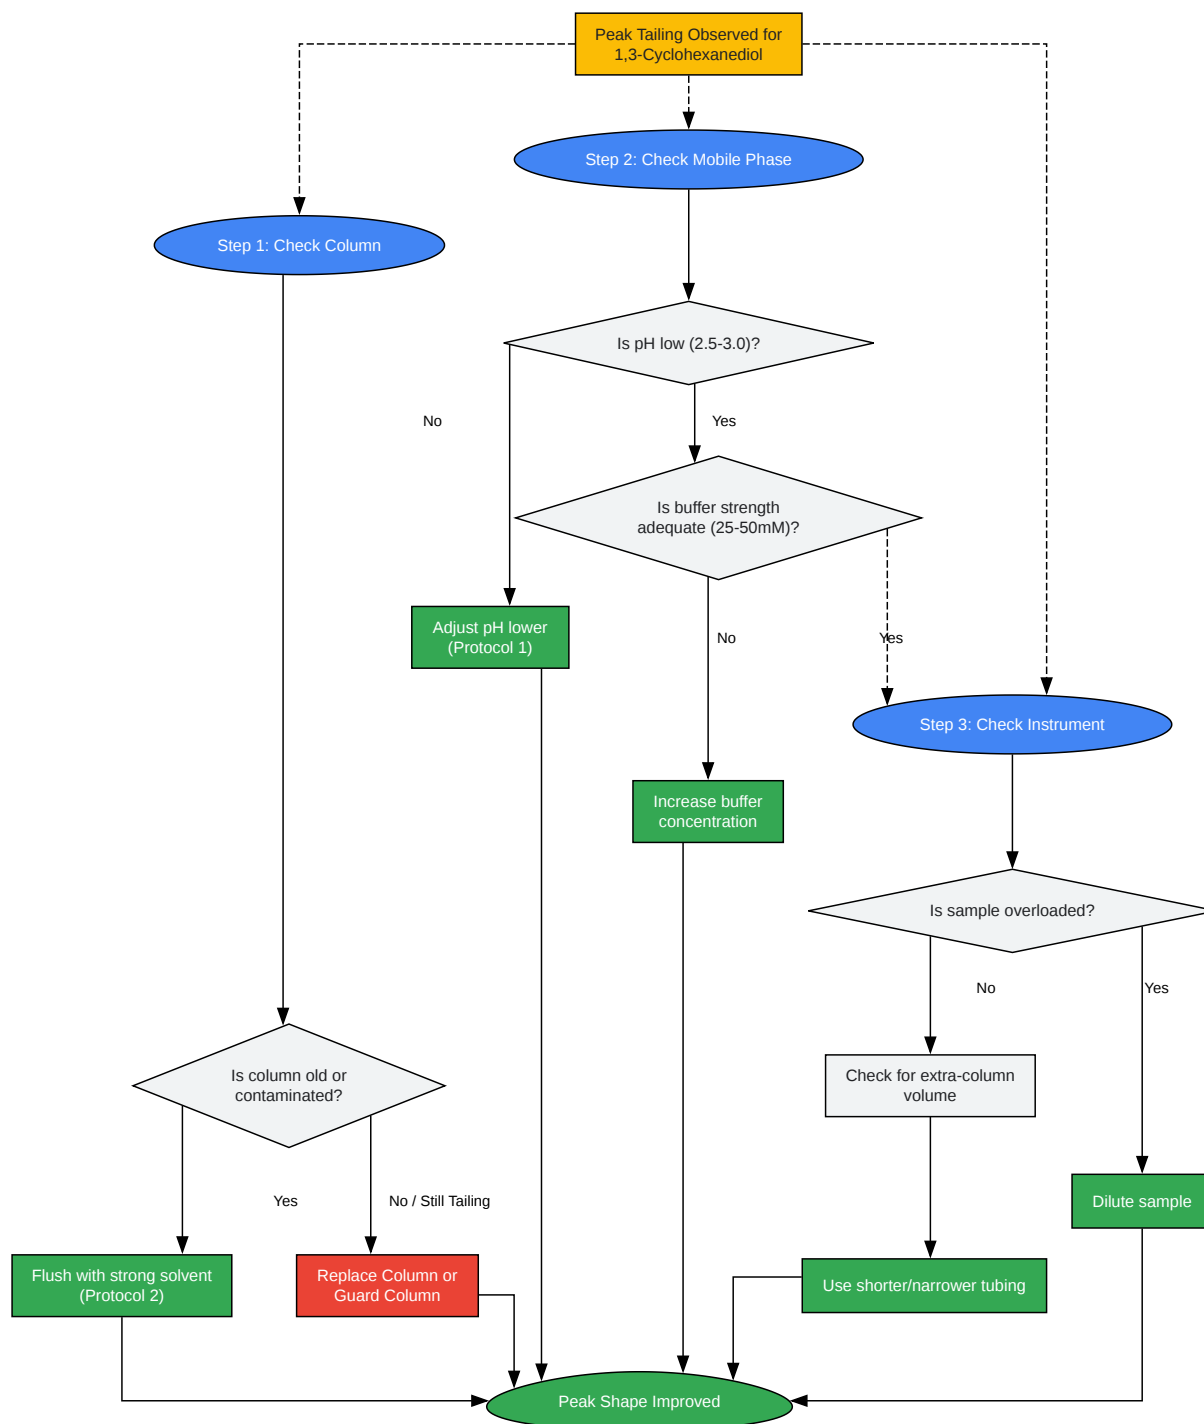 Peak Tailing Observed for
1,3-Cyclohexanediol
Step 2: Check Mobile Phase
Step 1: Check Column
Is pH low (2.5-3.0)?
No
Yes
Is buffer strength
adequate (25-50mM)?
Adjust pH lower
(Protocol 1)
No
Yes
Step 3: Check Instrument
Increase buffer
concentration
Is sample overloaded?
No
Yes
Is column old or
contaminated?
Check for extra-column
volume
Yes
No / Still Tailing
Dilute sample
Flush with strong solvent
(Protocol 2)
Replace Column or
Guard Column
Use shorter/narrower tubing
Peak Shape Improved